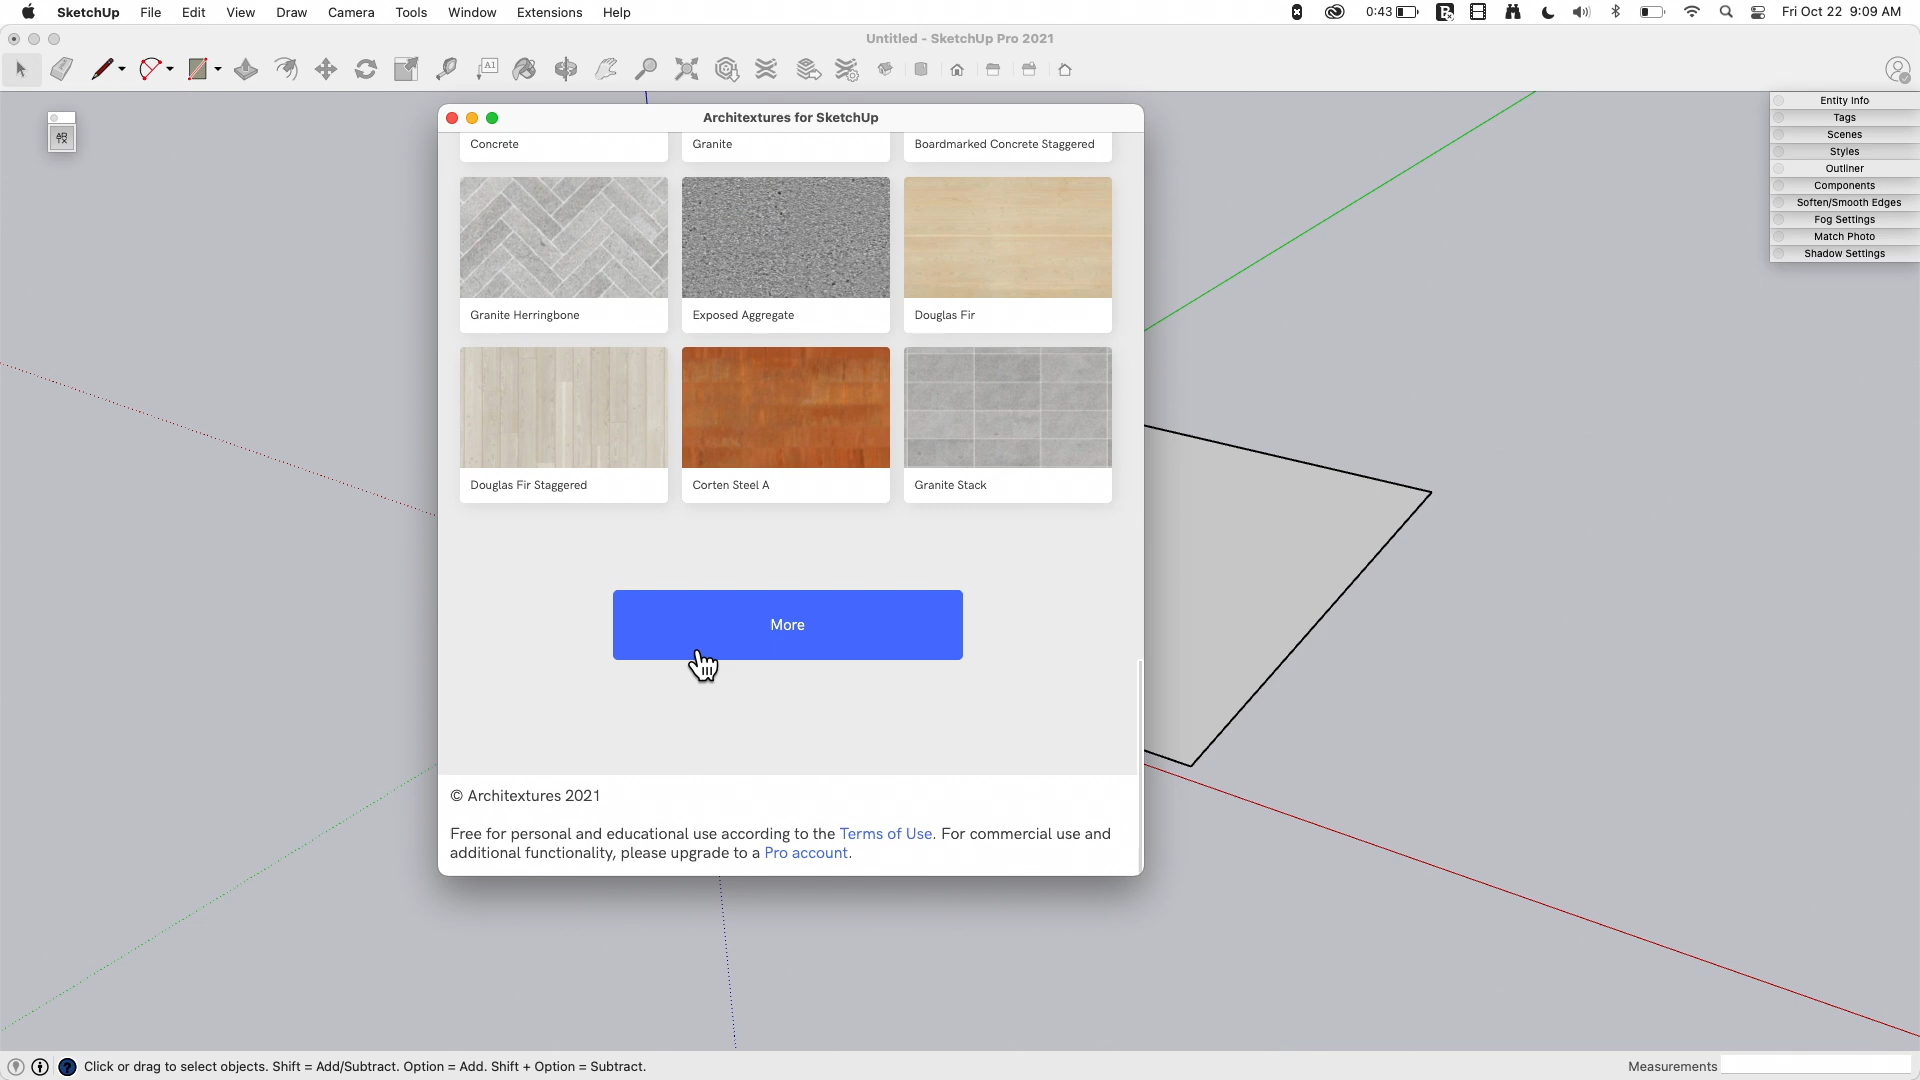 SketchUp File Edit View Draw Camera Tools Window Extensions Help 0:43 Fri Oct 22 9:09 AM
Untitled - SketchUp Pro 2021
A1
Architextures for SketchUp
Entity Info
Tags
Scenes
Styles
Outliner
Components
Soften/Smooth Edges
Fog Settings
Match Photo
Shadow Settings
AR
TX
Concrete Granite Boardmarked Concrete Staggered
Granite Herringbone Exposed Aggregate Douglas Fir
Douglas Fir Staggered Corten Steel A Granite Stack
More
© Architextures 2021
Free for personal and educational use according to the Terms of Use. For commercial use and
additional functionality, please upgrade to a Pro account.
Click or drag to select objects. Shift = Add/Subtract. Option = Add. Shift + Option = Subtract. Measurements